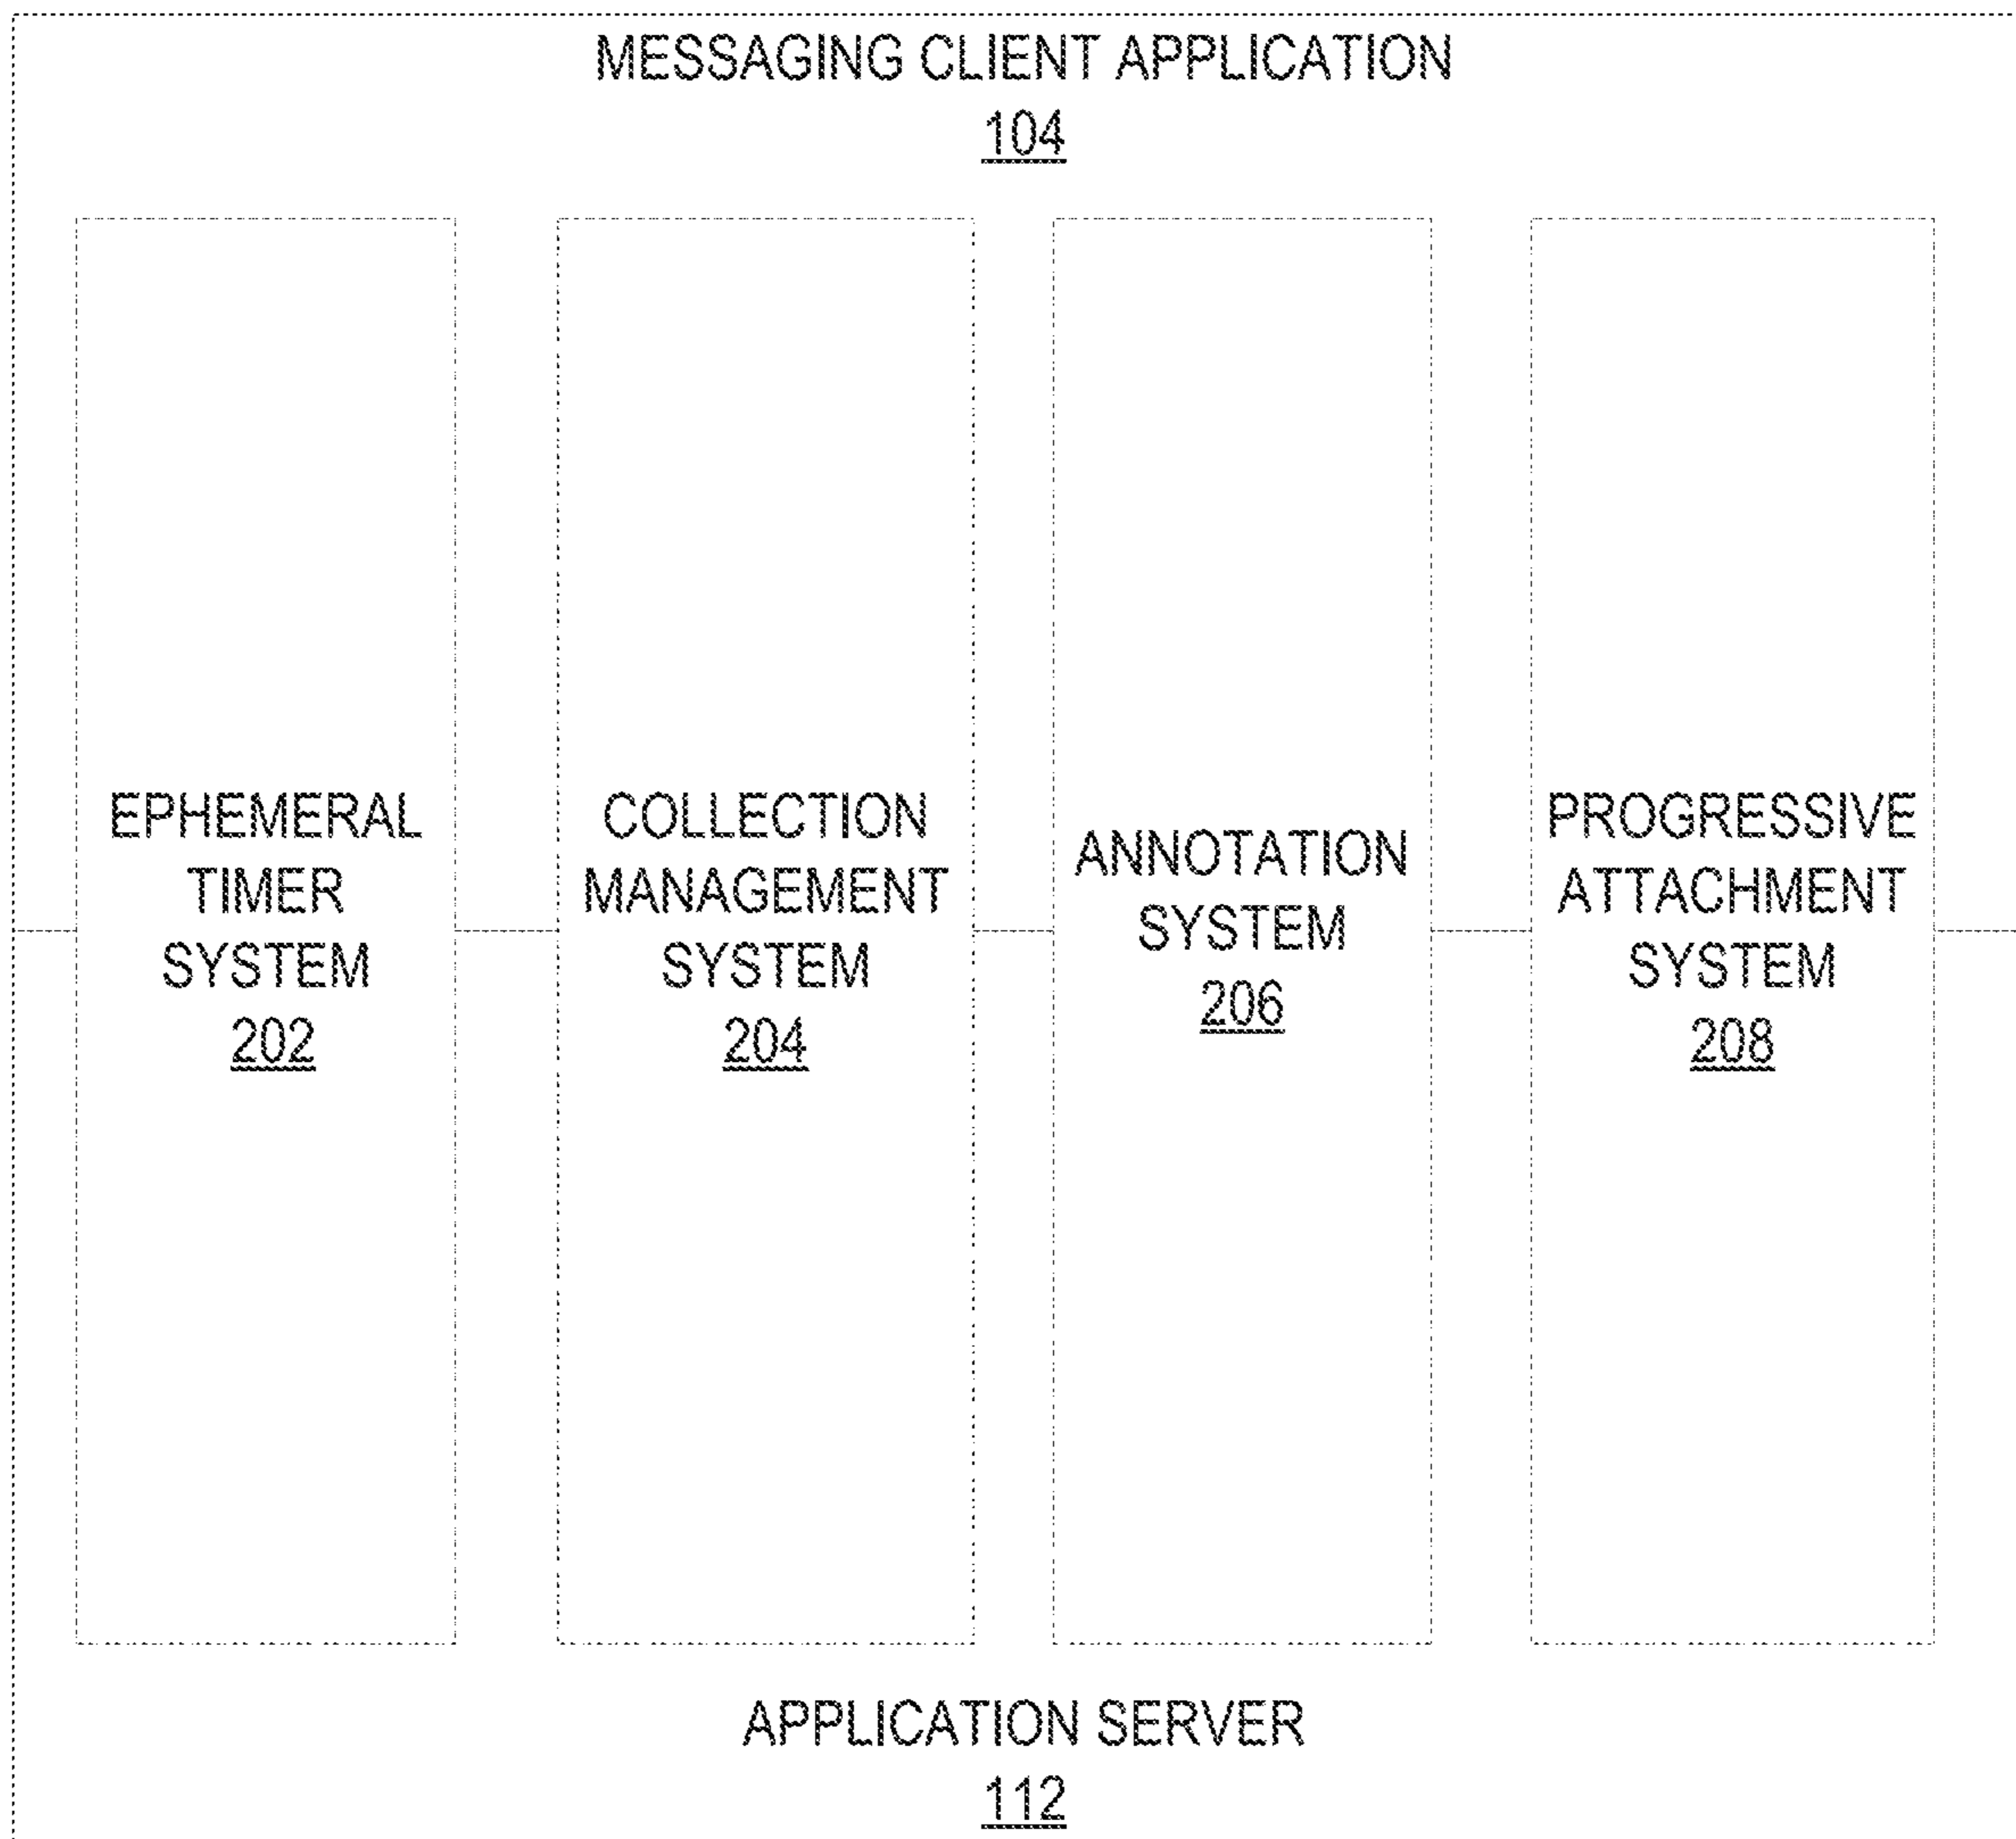 MESSAGING CLIENT APPLICATION
104
EPHEMERAL
TIMER
SYSTEM
202
COLLECTION
MANAGEMENT
SYSTEM
204
ANNOTATION
SYSTEM
206
PROGRESSIVE
ATTACHMENT
SYSTEM
208
APPLICATION SERVER
112